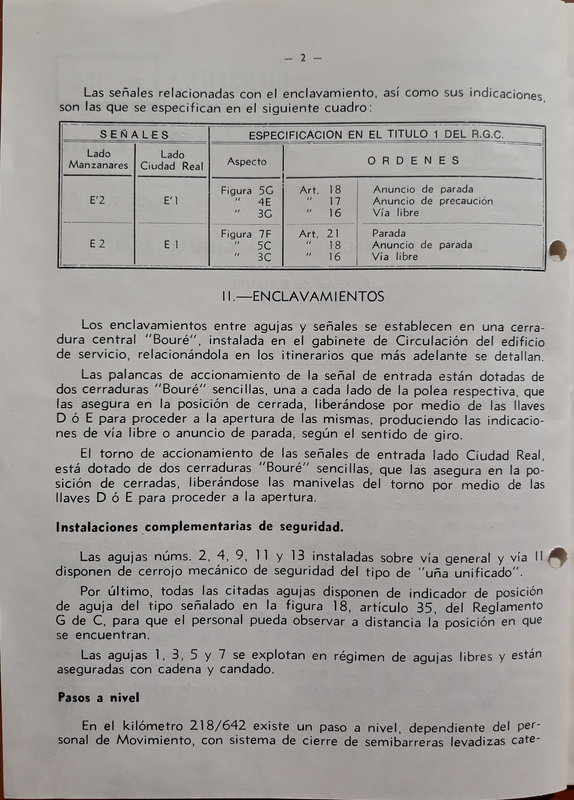 — 2 —
Las señales relacionadas con el enclavamiento, así como sus indicaciones,
son las que se especifican en el siguiente cuadro:
SEÑALES ESPECIFICACION EN EL TITULO 1 DEL R.G.C.
Lado Manzanares Lado Ciudad Real Aspecto ORDENES
E'2 E'1 Figura 5G Art. 18 Anuncio de parada
" 4E " 17 Anuncio de precaución
" 3G " 16 Vía libre
E 2 E 1 Figura 7F Art. 21 Parada
" 5C " 18 Anuncio de parada
" 3C " 16 Vía libre
II.—ENCLAVAMIENTOS
Los enclavamientos entre agujas y señales se establecen en una cerra-
dura central "Bouré", instalada en el gabinete de Circulación del edificio
de servicio, relacionándola en los itinerarios que más adelante se detallan.
Las palancas de accionamiento de la señal de entrada están dotadas de
dos cerraduras "Bouré" sencillas, una a cada lado de la polea respectiva, que
las asegura en la posición de cerrada, liberándose por medio de las llaves
D ó E para proceder a la apertura de las mismas, produciendo las indicacio-
nes de vía libre o anuncio de parada, según el sentido de giro.
El torno de accionamiento de las señales de entrada lado Ciudad Real,
está dotado de dos cerraduras "Bouré" sencillas, que las asegura en la po-
sición de cerradas, liberándose las manivelas del torno por medio de las
llaves D ó E para proceder a la apertura.
Instalaciones complementarias de seguridad.
Las agujas núms. 2, 4, 9, 11 y 13 instaladas sobre vía general y vía II
disponen de cerrojo mecánico de seguridad del tipo de "uña unificado".
Por último, todas las citadas agujas disponen de indicador de posición
de aguja del tipo señalado en la figura 18, artículo 35, del Reglamento
G de C, para que el personal pueda observar a distancia la posición en que
se encuentran.
Las agujas 1, 3, 5 y 7 se explotan en régimen de agujas libres y están
aseguradas con cadena y candado.
Pasos a nivel
En el kilómetro 218/642 existe un paso a nivel, dependiente del per-
sonal de Movimiento, con sistema de cierre de semibarreras levadizas cate-